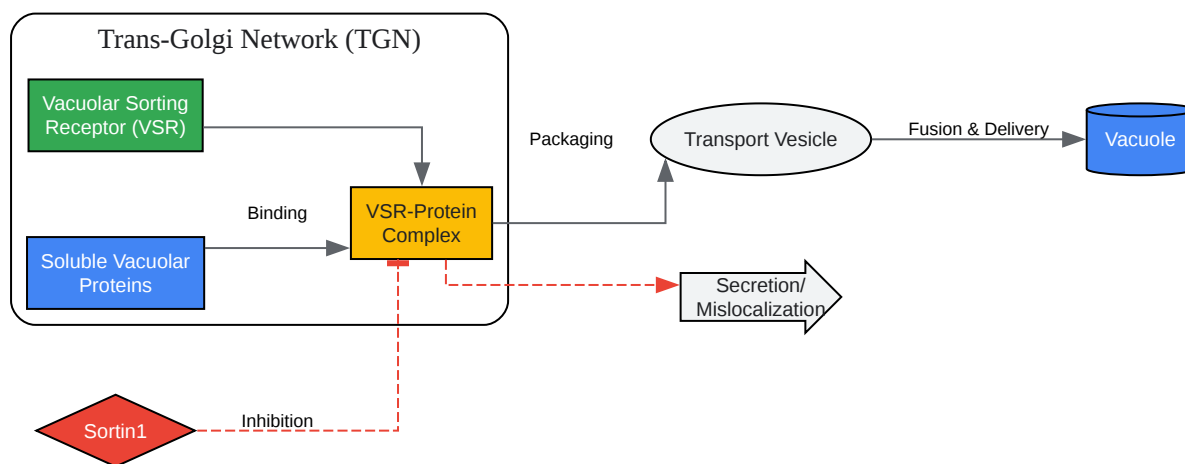 Trans-Golgi Network (TGN)
Vacuolar Sorting
Receptor (VSR)
Packaging
Transport Vesicle
Fusion & Delivery
Vacuole
Binding
VSR-Protein
Complex
Soluble Vacuolar
Proteins
Secretion/
Mislocalization
Sortin1
Inhibition